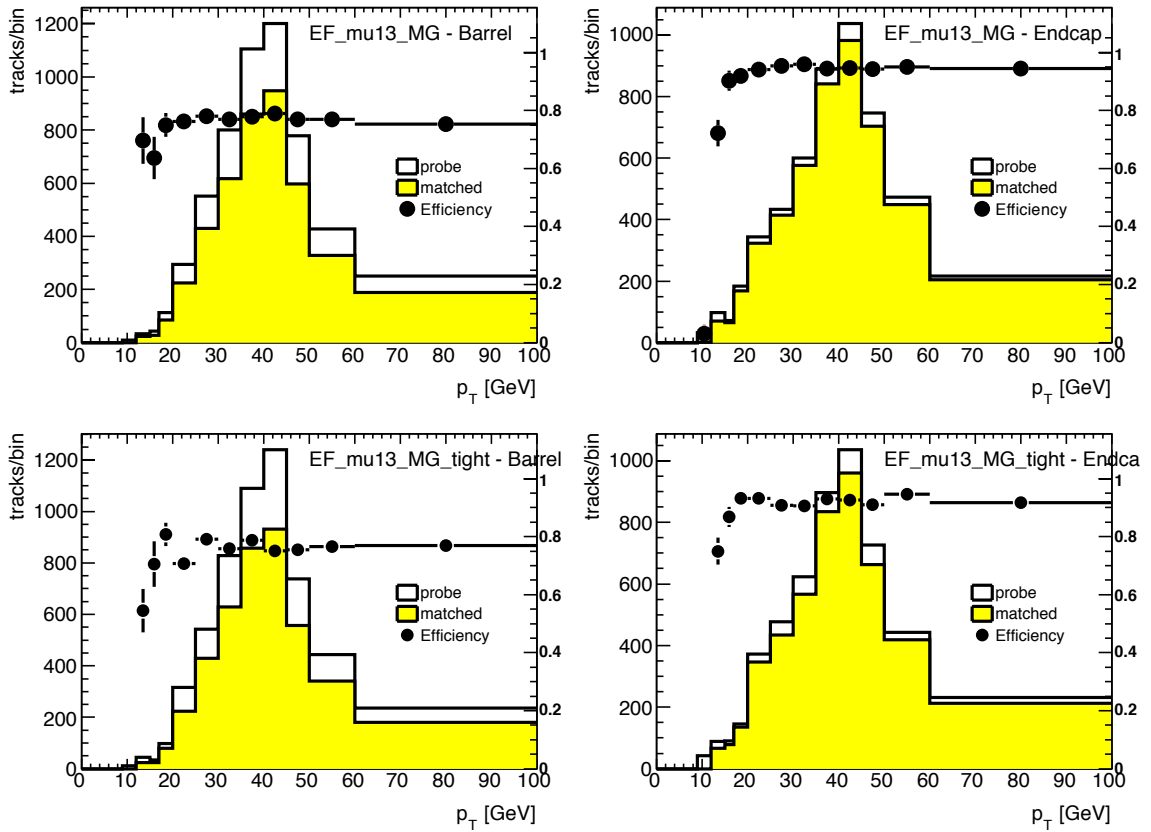 tracks/bin
EF_mu13_MG - Barrel
1200
1000
800
600
400
200
0
1
0.8
0.6
0.4
0.2
0
probe
matched
Efficiency
0 10 20 30 40 50 60 70 80 90 100
p_T [GeV]
tracks/bin
EF_mu13_MG - Endcap
1000
800
600
400
200
0
1
0.8
0.6
0.4
0.2
0
probe
matched
Efficiency
0 10 20 30 40 50 60 70 80 90 100
p_T [GeV]
tracks/bin
EF_mu13_MG_tight - Barrel
1200
1000
800
600
400
200
0
1
0.8
0.6
0.4
0.2
0
probe
matched
Efficiency
0 10 20 30 40 50 60 70 80 90 100
p_T [GeV]
tracks/bin
EF_mu13_MG_tight - Endca
1000
800
600
400
200
0
1
0.8
0.6
0.4
0.2
0
probe
matched
Efficiency
0 10 20 30 40 50 60 70 80 90 100
p_T [GeV]